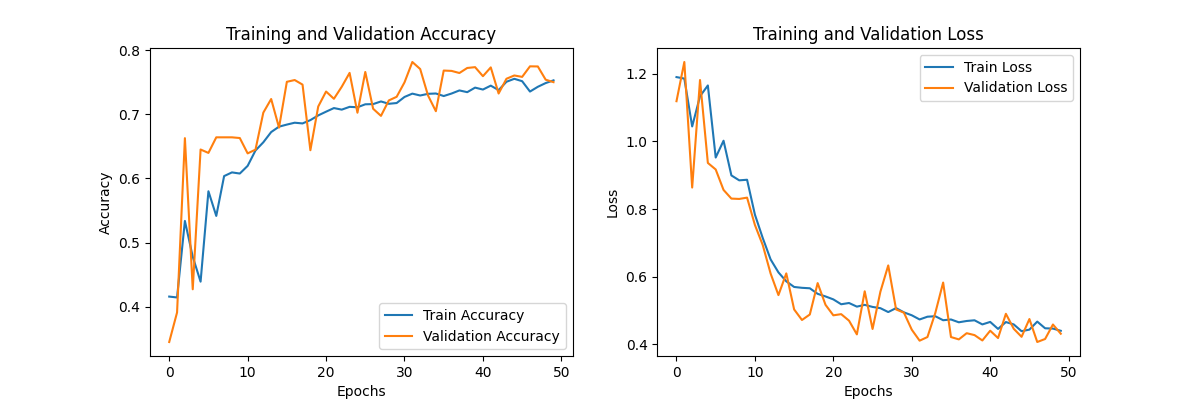 Training and Validation Accuracy
0.8
0.7
0.6
0.5
0.4
Accuracy
0 10 20 30 40 50
Epochs
Train Accuracy
Validation Accuracy
Training and Validation Loss
1.2
1.0
0.8
0.6
0.4
Loss
0 10 20 30 40 50
Epochs
Train Loss
Validation Loss